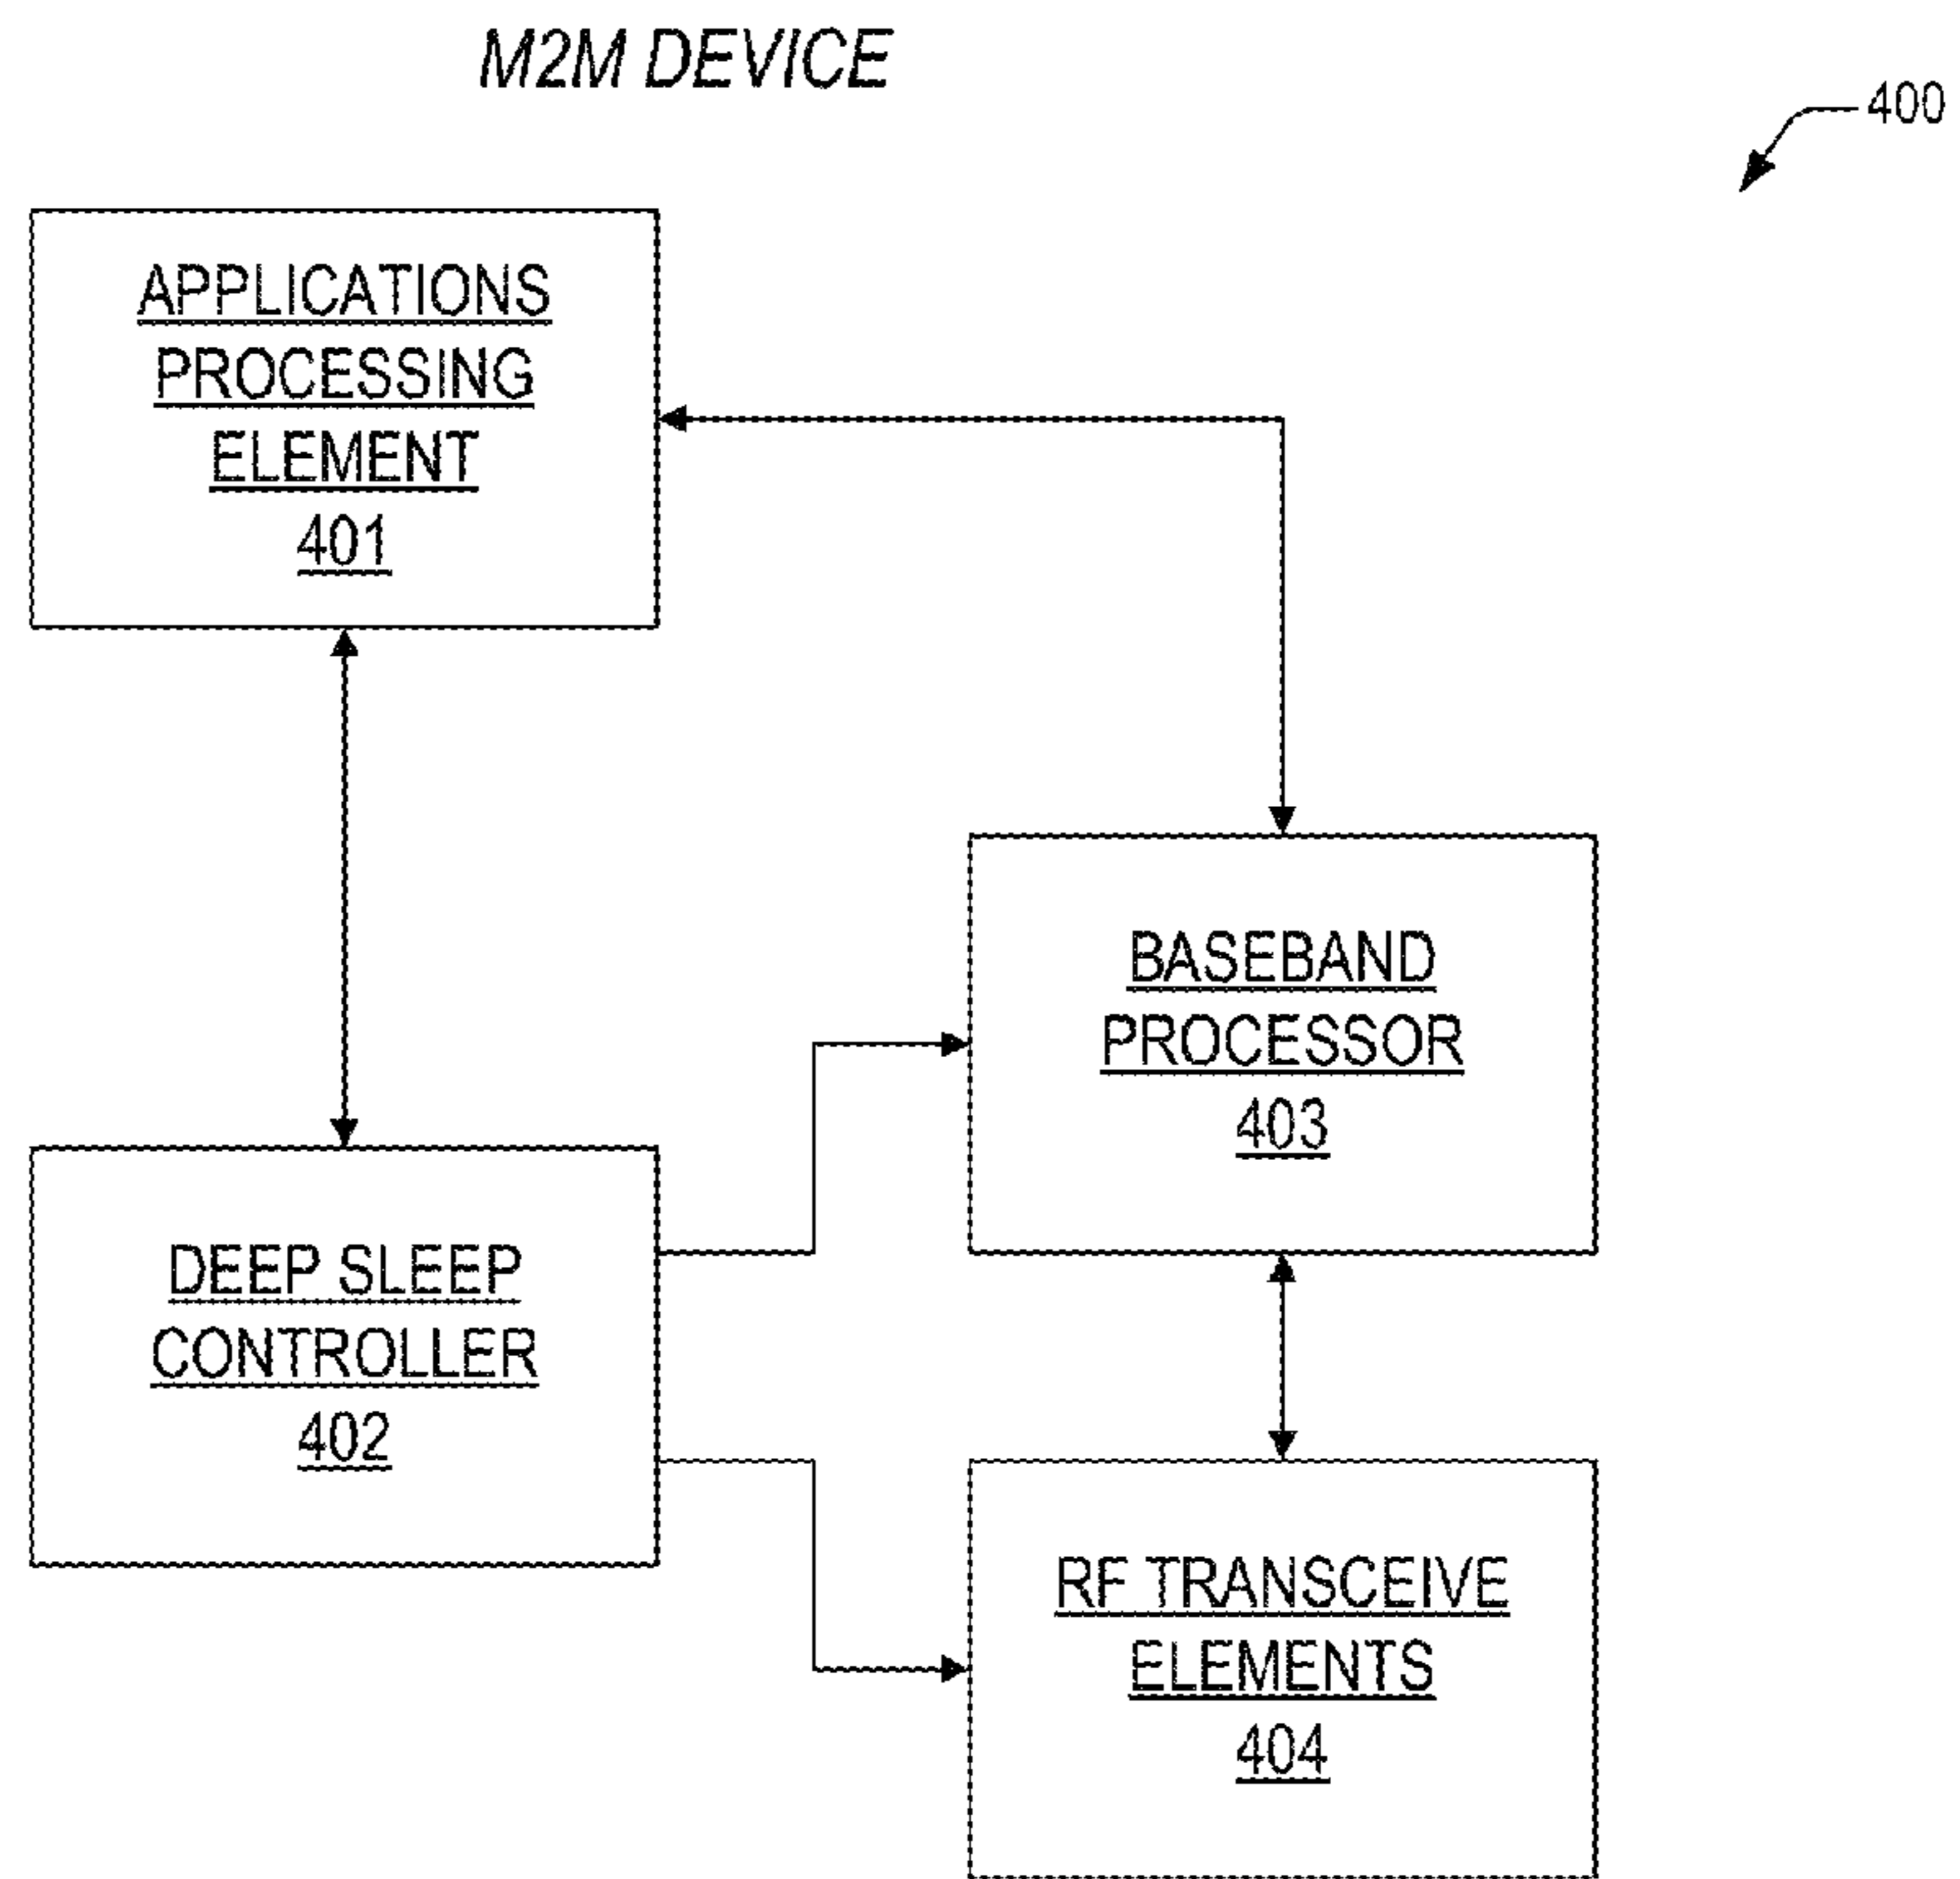 M2M DEVICE
400
APPLICATIONS
PROCESSING
ELEMENT
401
BASEBAND
PROCESSOR
403
DEEP SLEEP
CONTROLLER
402
RF TRANSCEIVE
ELEMENTS
404